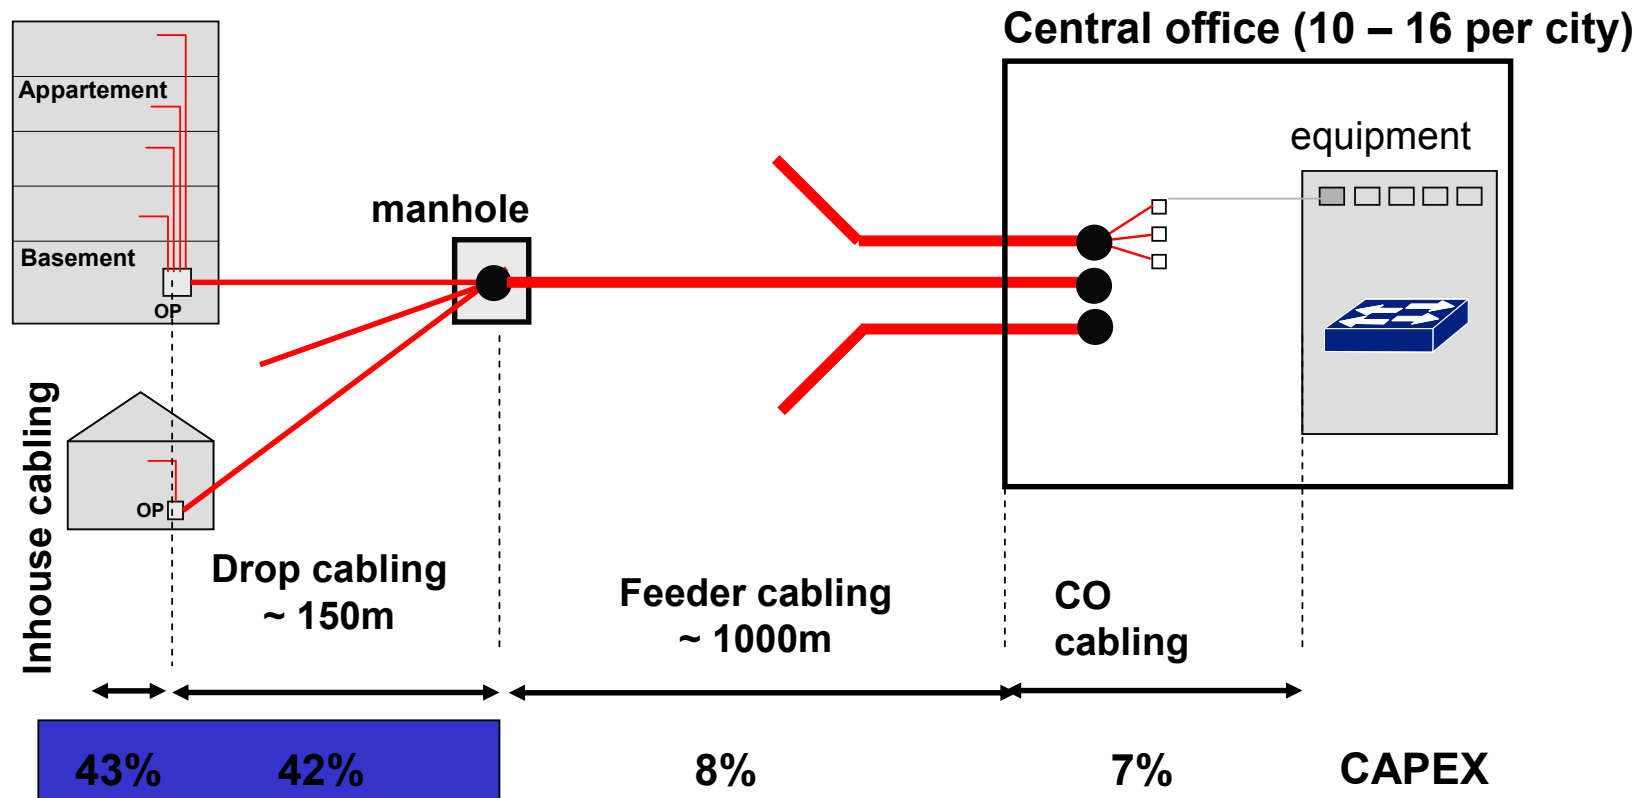 Central office (10 – 16 per city)
Appartement
equipment
manhole
Basement
OP
Inhouse cabling
OP
Drop cabling
~ 150m
Feeder cabling
~ 1000m
CO
cabling
43%
42%
8%
7%
CAPEX